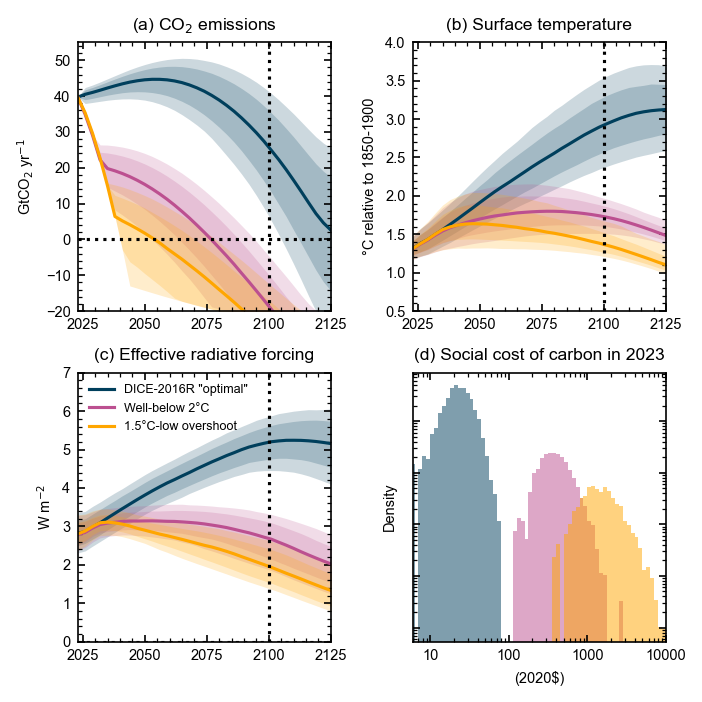 (a) CO₂ emissions
GtCO₂ yr⁻¹
50
40
30
20
10
0
−10
−20
2025 2050 2075 2100 2125
(b) Surface temperature
°C relative to 1850-1900
4.0
3.5
3.0
2.5
2.0
1.5
1.0
0.5
2025 2050 2075 2100 2125
(c) Effective radiative forcing
W m⁻²
7
6
5
4
3
2
1
0
DICE-2016R "optimal"
Well-below 2°C
1.5°C-low overshoot
2025 2050 2075 2100 2125
(d) Social cost of carbon in 2023
Density
10 100 1000 10000
(2020$)